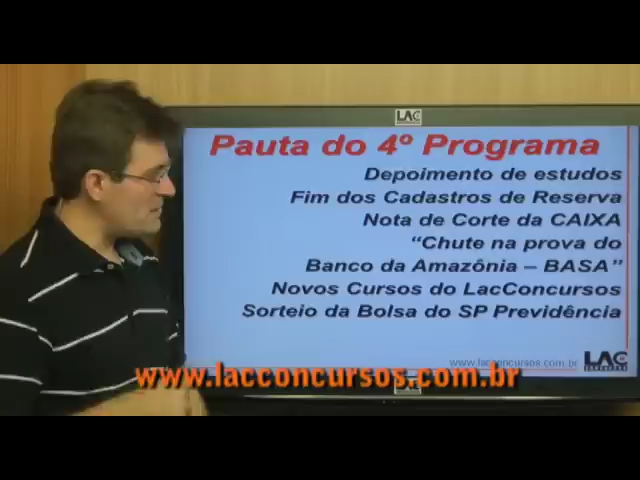 LAC
Pauta do 4º Programa
Depoimento de estudos
Fim dos Cadastros de Reserva
Nota de Corte da CAIXA
“Chute na prova do
Banco da Amazônia – BASA”
Novos Cursos do LacConcursos
Sorteio da Bolsa do SP Previdência
www.lacconcursos.com.br
LAC
www.lacconcursos.com.br